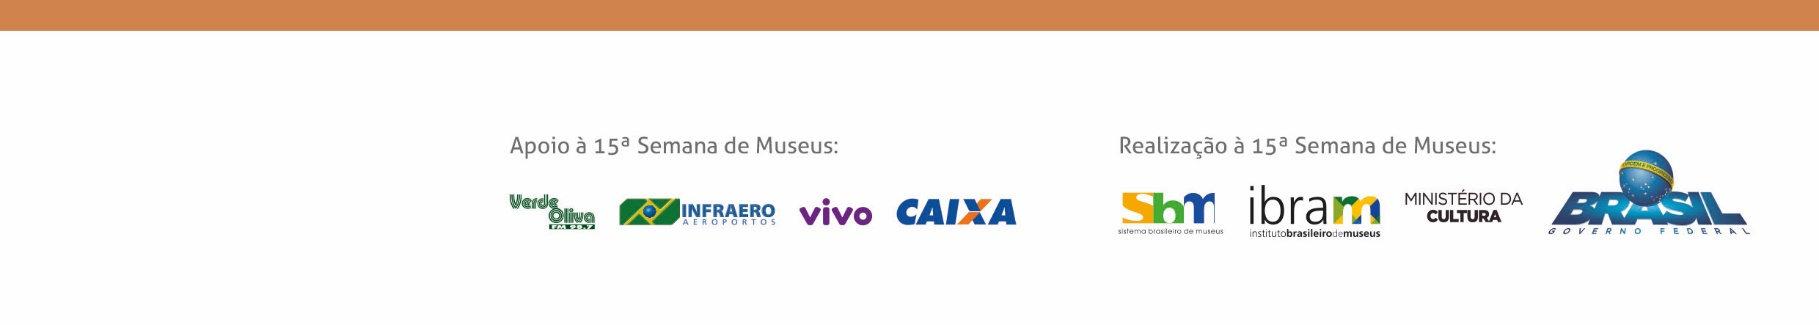 Apoio à 15ª Semana de Museus:
Verde
Oliva
FM 98.7
INFRAERO
AEROPORTOS
vivo
CAIXA
Realização à 15ª Semana de Museus:
Sbm
sistema brasileiro de museus
ibram
institutobrasileirodemuseus
MINISTÉRIO DA
CULTURA
BRASIL
GOVERNO FEDERAL